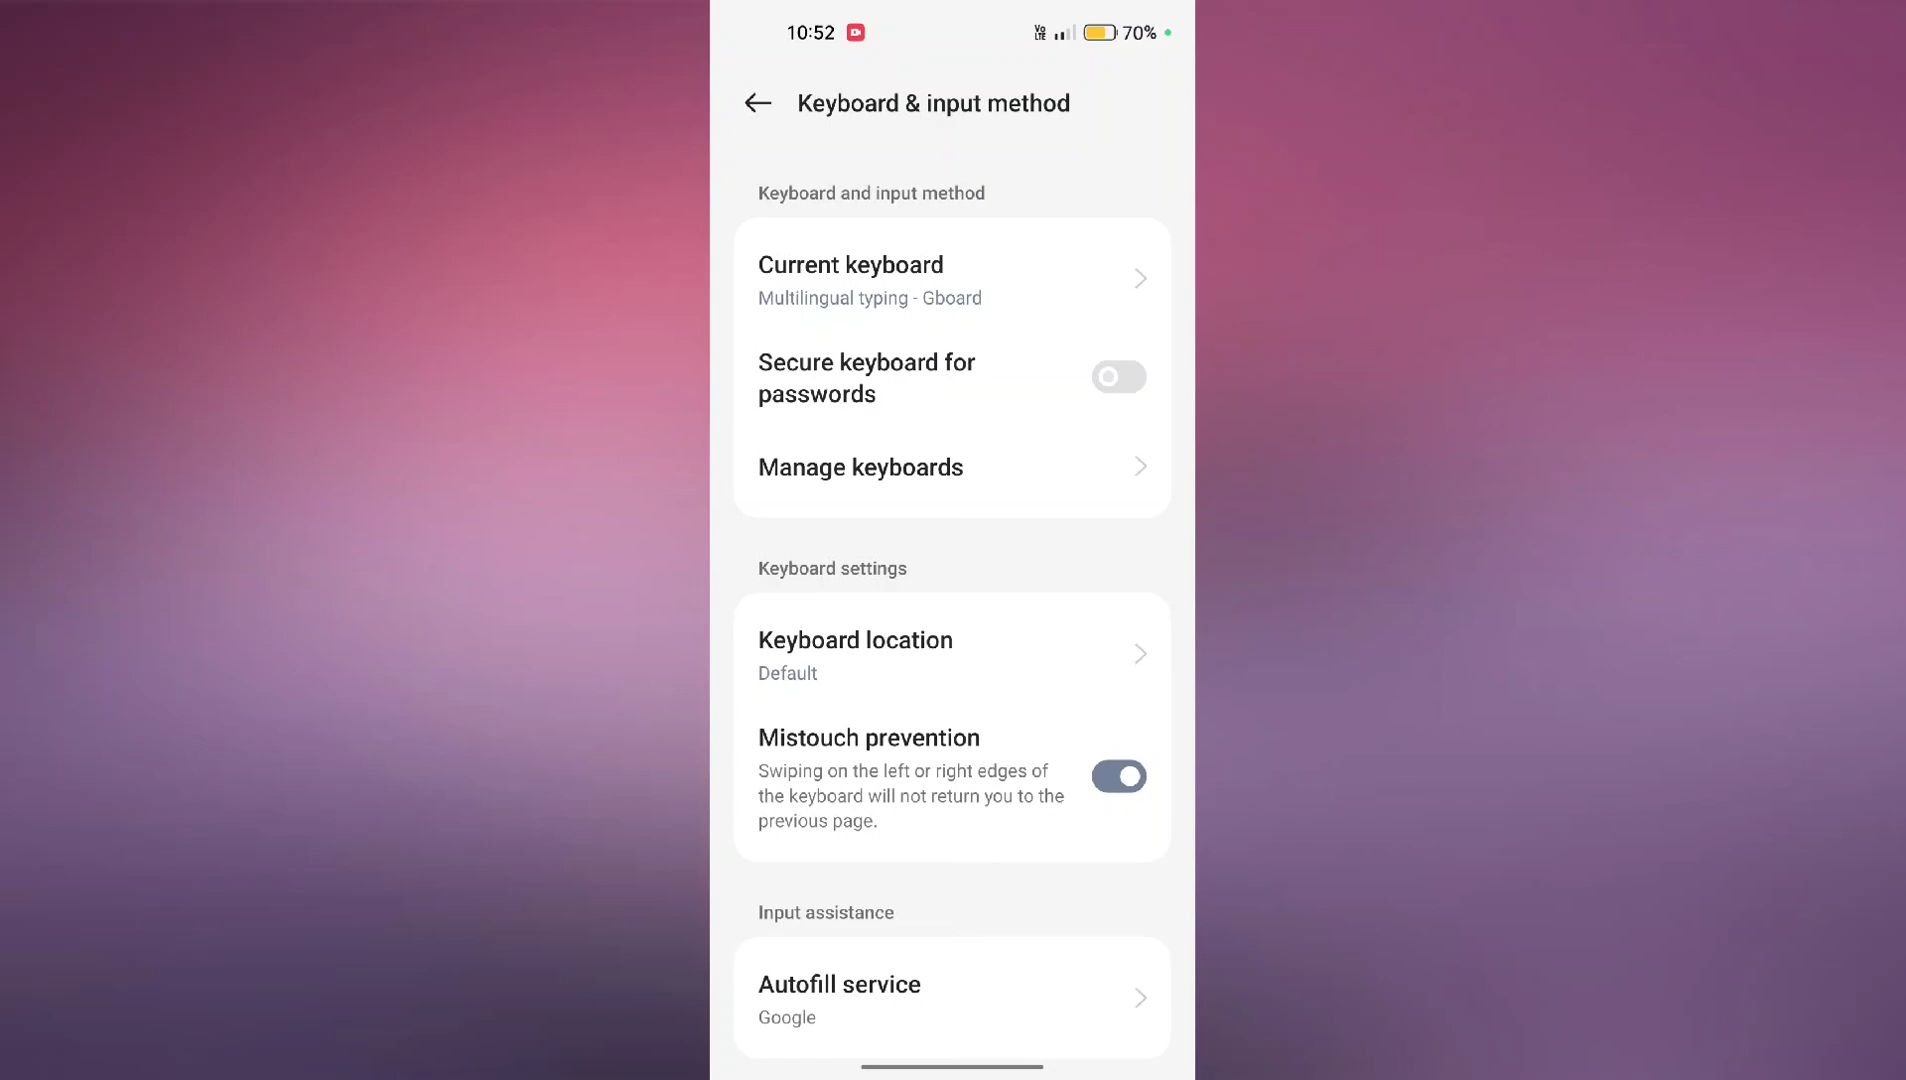 10:52
Vo LTE
70%
Keyboard & input method
Keyboard and input method
Current keyboard
Multilingual typing - Gboard
Secure keyboard for
passwords
Manage keyboards
Keyboard settings
Keyboard location
Default
Mistouch prevention
Swiping on the left or right edges of
the keyboard will not return you to the
previous page.
Input assistance
Autofill service
Google